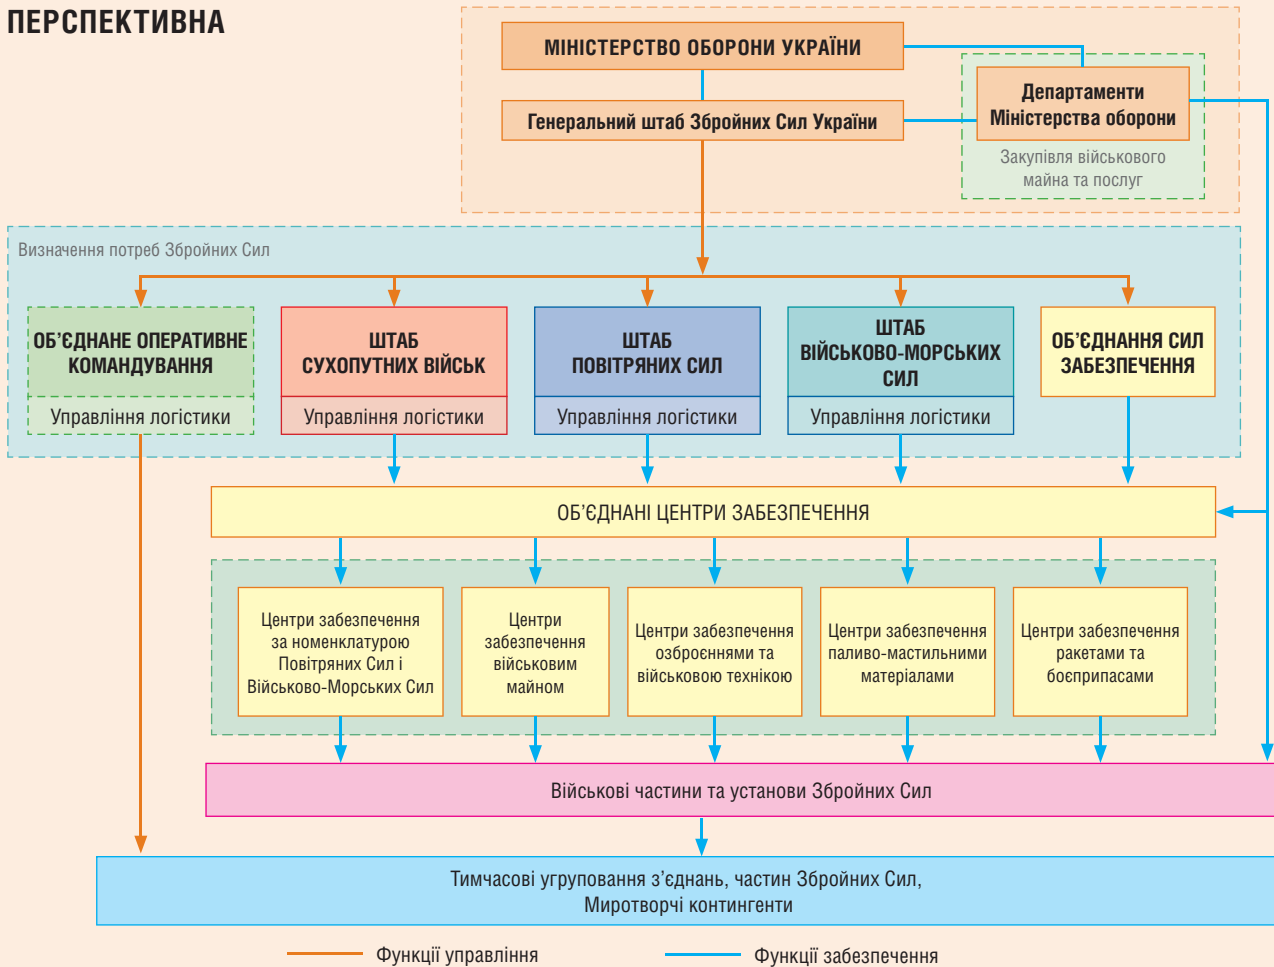 ПЕРСПЕКТИВНА
МІНІСТЕРСТВО ОБОРОНИ УКРАЇНИ
Генеральний штаб Збройних Сил України
Департаменти
Міністерства оборони
Закупівля військового
майна та послуг
Визначення потреб Збройних Сил
ОБ’ЄДНАНЕ ОПЕРАТИВНЕ
КОМАНДУВАННЯ
Управління логістики
ШТАБ
СУХОПУТНИХ ВІЙСЬК
Управління логістики
ШТАБ
ПОВІТРЯНИХ СИЛ
Управління логістики
ШТАБ
ВІЙСЬКОВО-МОРСЬКИХ
СИЛ
Управління логістики
ОБ’ЄДНАННЯ СИЛ
ЗАБЕЗПЕЧЕННЯ
ОБ’ЄДНАНІ ЦЕНТРИ ЗАБЕЗПЕЧЕННЯ
Центри забезпечення
за номенклатурою
Повітряних Сил і
Військово-Морських Сил
Центри
забезпечення
військовим
майном
Центри забезпечення
озброєннями та
військовою технікою
Центри забезпечення
паливо-мастильними
матеріалами
Центри забезпечення
ракетами та
боєприпасами
Військові частини та установи Збройних Сил
Тимчасові угруповання з’єднань, частин Збройних Сил,
Миротворчі контингенти
Функції управління
Функції забезпечення